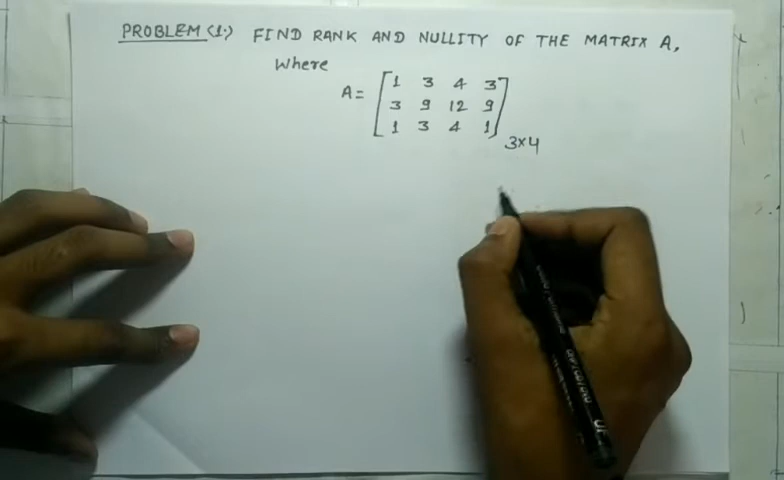 PROBLEM (1.) FIND RANK AND NULLITY OF THE MATRIX A,
Where
A = [ 1 3 4 3
3 9 12 9
1 3 4 1 ] 3×4